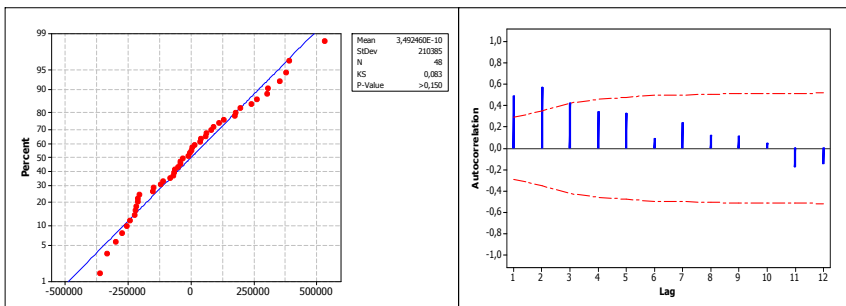 99
95
90
80
70
60
50
40
30
20
10
5
1
Percent
-500000 -250000 0 250000 500000
Mean 3,492460E-10
StDev 210385
N 48
KS 0,083
P-Value >0,150
1,0
0,8
0,6
0,4
0,2
0,0
-0,2
-0,4
-0,6
-0,8
-1,0
Autocorrelation
1 2 3 4 5 6 7 8 9 10 11 12
Lag